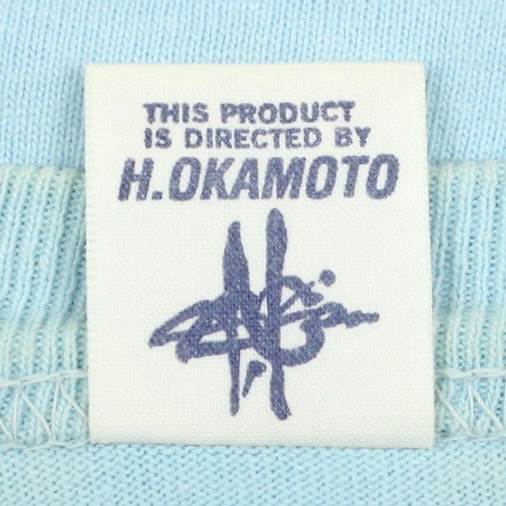 THIS PRODUCT
IS DIRECTED BY
H.OKAMOTO